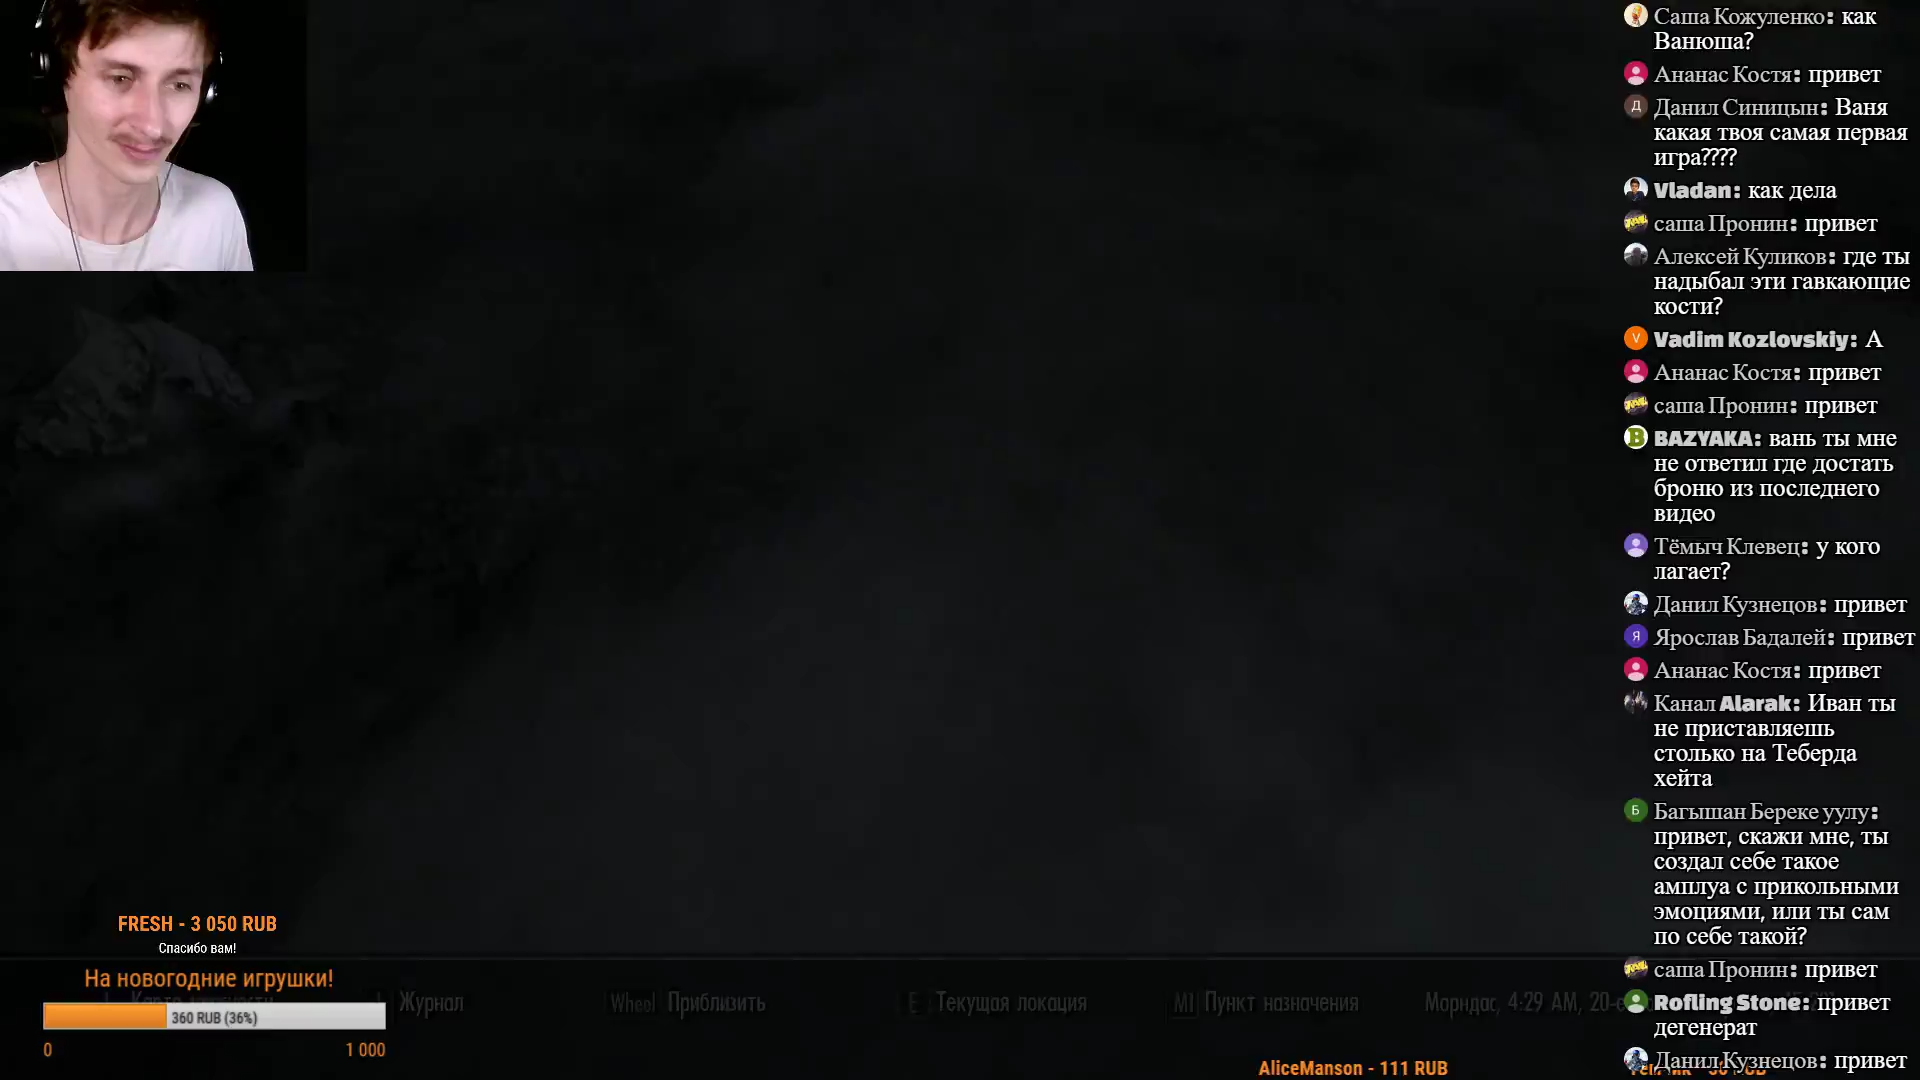 Саша Кожуленко: как
Ванюша?
Ананас Костя: привет
Д
Данил Синицын: Ваня
какая твоя самая первая
игра????
Vladan: как дела
саша Пронин: привет
Алексей Куликов: где ты
надыбал эти гавкающие
кости?
V
Vadim Kozlovskiy: А
Ананас Костя: привет
саша Пронин: привет
B
BAZYAKA: вань ты мне
не ответил где достать
броню из последнего
видео
Тёмыч Клевец: у кого
лагает?
Данил Кузнецов: привет
Я
Ярослав Бадалей: привет
Ананас Костя: привет
Канал Alarak: Иван ты
не приставляешь
столько на Теберда
хейта
Б
Багышан Береке уулу:
привет, скажи мне, ты
создал себе такое
амплуа с прикольными
эмоциями, или ты сам
по себе такой?
саша Пронин: привет
Rofling Stone: привет
дегенерат
Данил Кузнецов: привет
FRESH - 3 050 RUB
Спасибо вам!
На новогодние игрушки!
360 RUB (36%)
0 1 000
Журнал
Wheel Приблизить
E Текущая локация
M1 Пункт назначения
Морндас, 4:29 AM, 20-е
AliceManson - 111 RUB